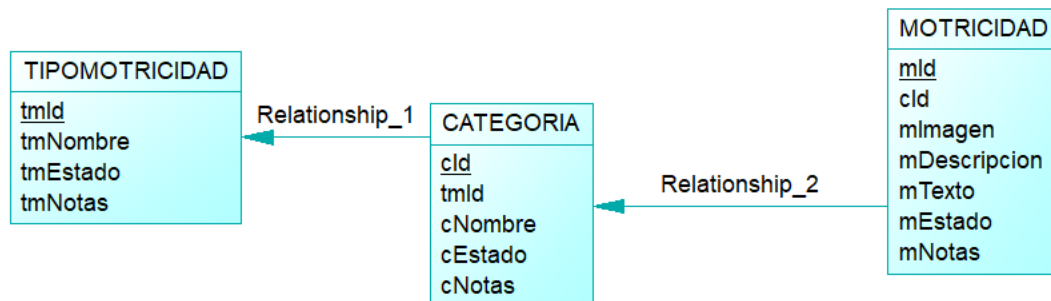 TIPOMOTRICIDAD
tmId
tmNombre
tmEstado
tmNotas
Relationship_1
CATEGORIA
cId
tmId
cNombre
cEstado
cNotas
Relationship_2
MOTRICIDAD
mId
cId
mImagen
mDescripcion
mTexto
mEstado
mNotas